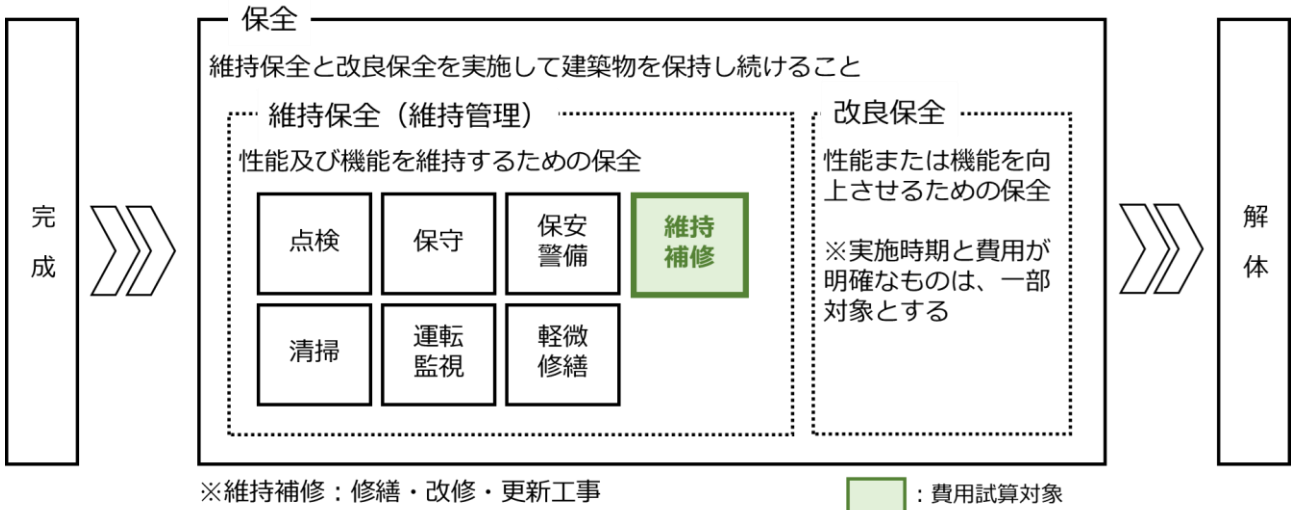 保全
維持保全と改良保全を実施して建築物を保持し続けること
維持保全（維持管理）
性能及び機能を維持するための保全
点検
保守
保安
警備
維持
補修
清掃
運転
監視
軽微
修繕
改良保全
性能または機能を向
上させるための保全
※実施時期と費用が
明確なものは、一部
対象とする
完
成
解
体
※維持補修：修繕・改修・更新工事
：費用試算対象